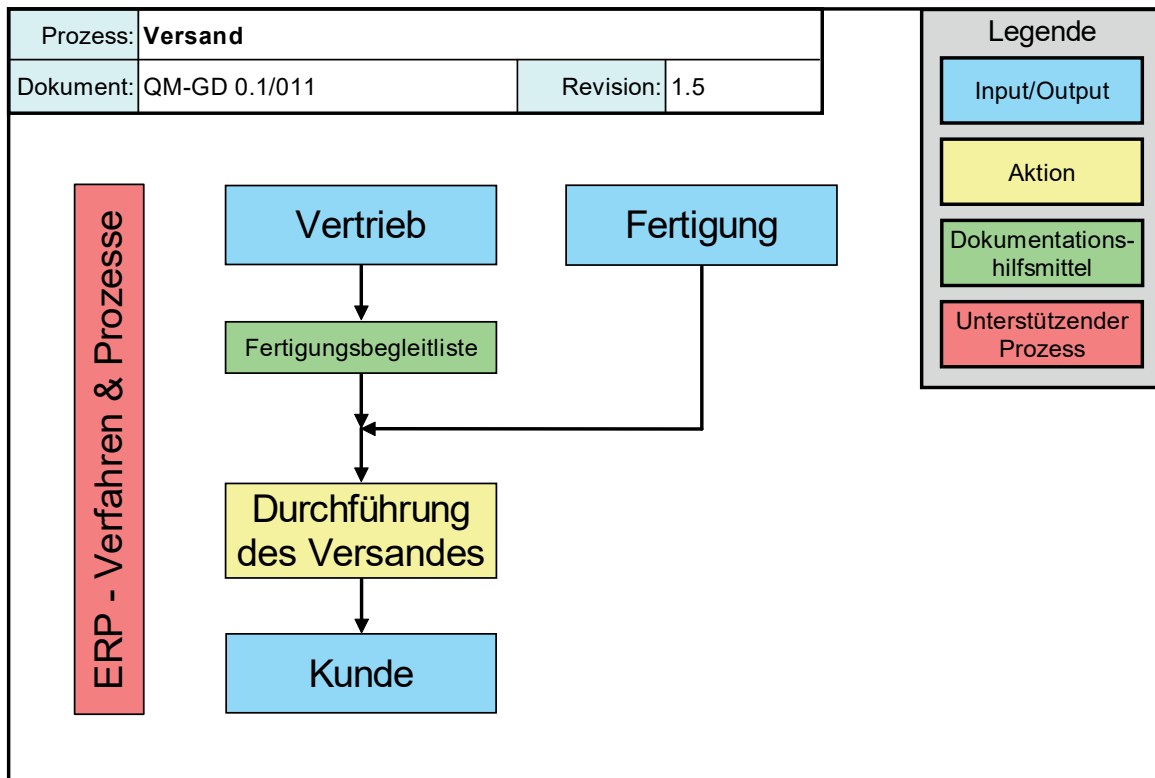 Prozess: Versand
Dokument: QM-GD 0.1/011 Revision: 1.5
Legende
Input/Output
Aktion
Dokumentations-
hilfsmittel
Unterstützender
Prozess
ERP - Verfahren & Prozesse
Vertrieb
Fertigung
Fertigungsbegleitliste
Durchführung
des Versandes
Kunde